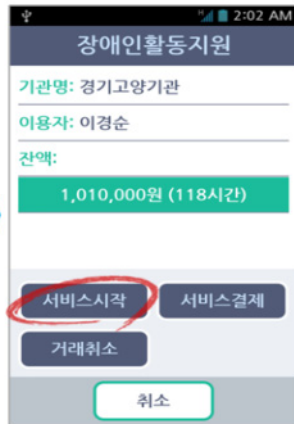 2:02 AM
장애인활동지원
기관명: 경기고양기관
이용자: 이경순
잔액:
1,010,000원 (118시간)
서비스시작 서비스결제
거래취소
취소